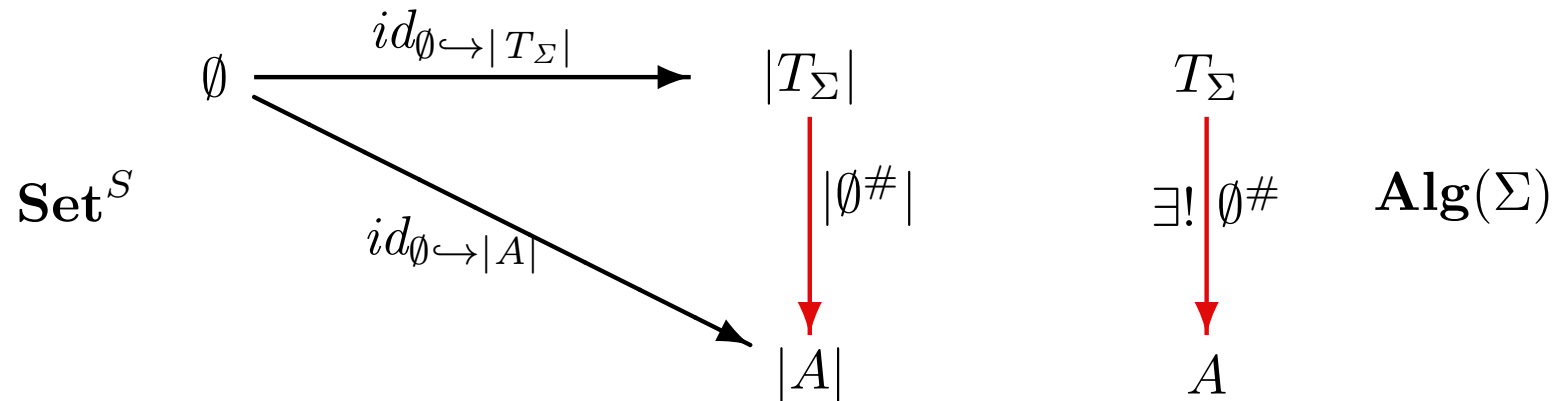 id_{∅↪|T_Σ|}
∅ |T_Σ| T_Σ
Set^S |∅^#| ∃! ∅^# Alg(Σ)
id_{∅↪|A|}
|A| A